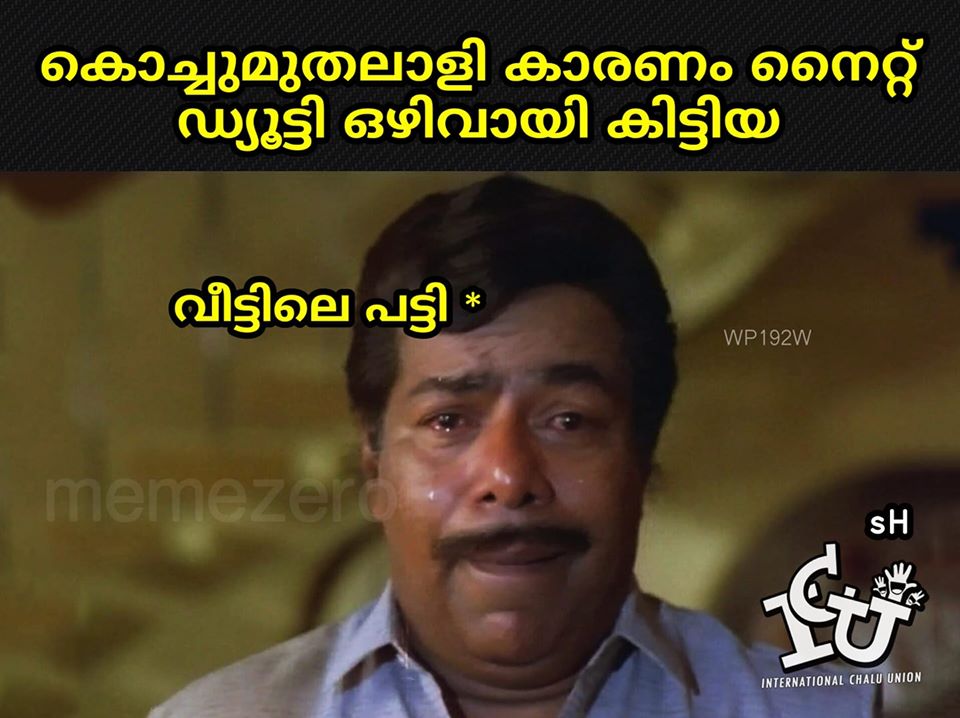 കൊച്ചുമുതലാളി കാരണം നൈറ്റ്
ഡ്യൂട്ടി ഒഴിവായി കിട്ടിയ
വീട്ടിലെ പട്ടി *
WP192W
memezero
sH
ICU
INTERNATIONAL CHALU UNION